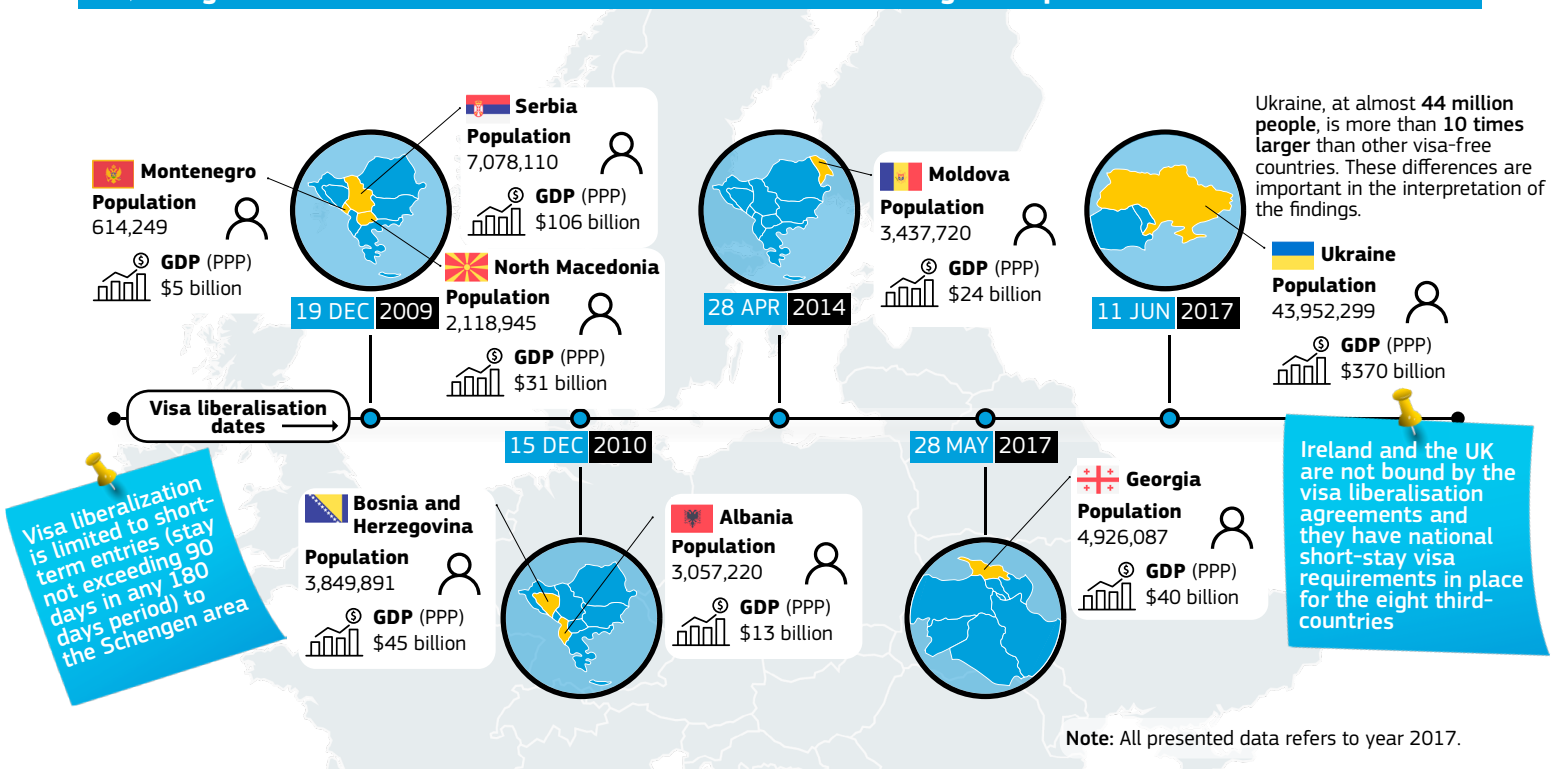 Montenegro
Population
614,249
GDP (PPP)
$5 billion
Serbia
Population
7,078,110
GDP (PPP)
$106 billion
North Macedonia
Population
2,118,945
GDP (PPP)
$31 billion
19 DEC 2009
Moldova
Population
3,437,720
GDP (PPP)
$24 billion
28 APR 2014
Ukraine, at almost 44 million
people, is more than 10 times
larger than other visa-free
countries. These differences are
important in the interpretation of
the findings.
Ukraine
Population
43,952,299
GDP (PPP)
$370 billion
11 JUN 2017
Visa liberalisation
dates
15 DEC 2010
28 MAY 2017
Visa liberalization
is limited to short-
term entries (stay
not exceeding 90
days in any 180
days period) to
the Schengen area
Bosnia and
Herzegovina
Population
3,849,891
GDP (PPP)
$45 billion
Albania
Population
3,057,220
GDP (PPP)
$13 billion
Georgia
Population
4,926,087
GDP (PPP)
$40 billion
Ireland and the UK
are not bound by the
visa liberalisation
agreements and
they have national
short-stay visa
requirements in place
for the eight third-
countries
Note: All presented data refers to year 2017.